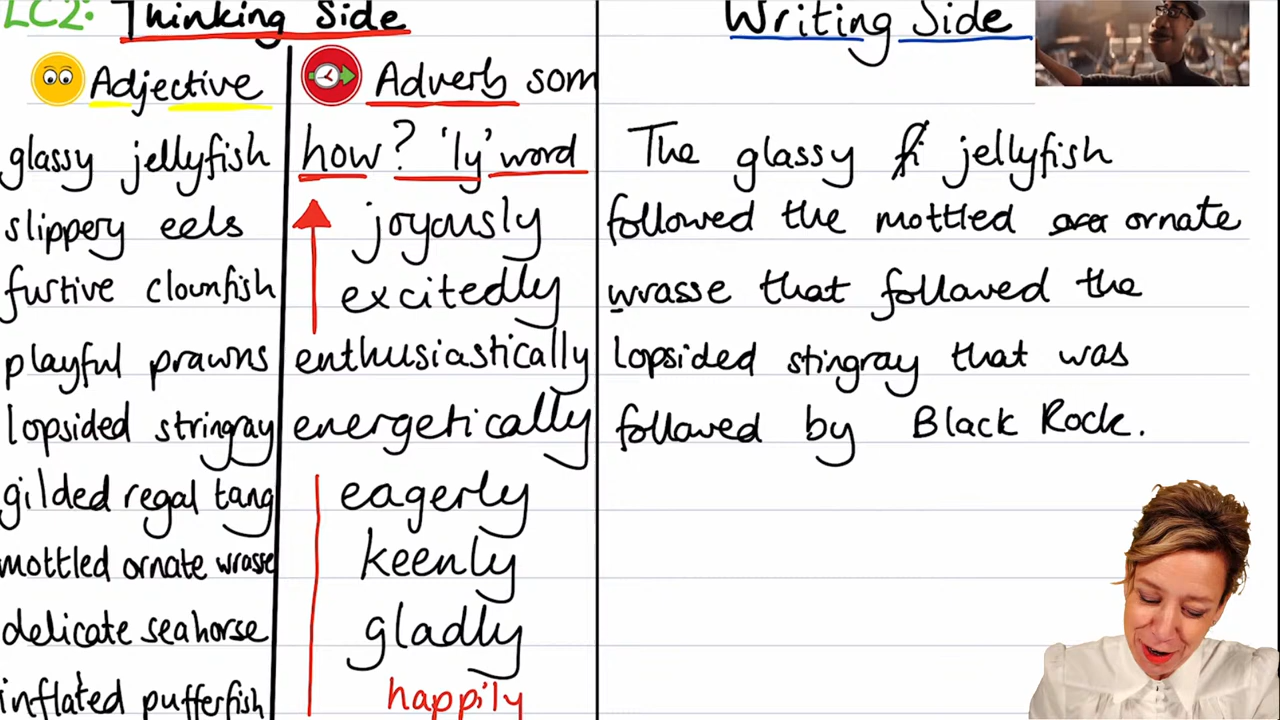 LC2: Thinking Side
Adjective
glassy jellyfish
slippery eels
furtive clownfish
playful prawns
lopsided stringray
gilded regal tang
mottled ornate wrasse
delicate seahorse
inflated pufferfish
Adverb som
how? 'ly' word
joyously
excitedly
enthusiastically
energetically
eagerly
keenly
gladly
happily
Writing Side
The glassy jellyfish
followed the mottled ornate
wrasse that followed the
lopsided stingray that was
followed by Black Rock.